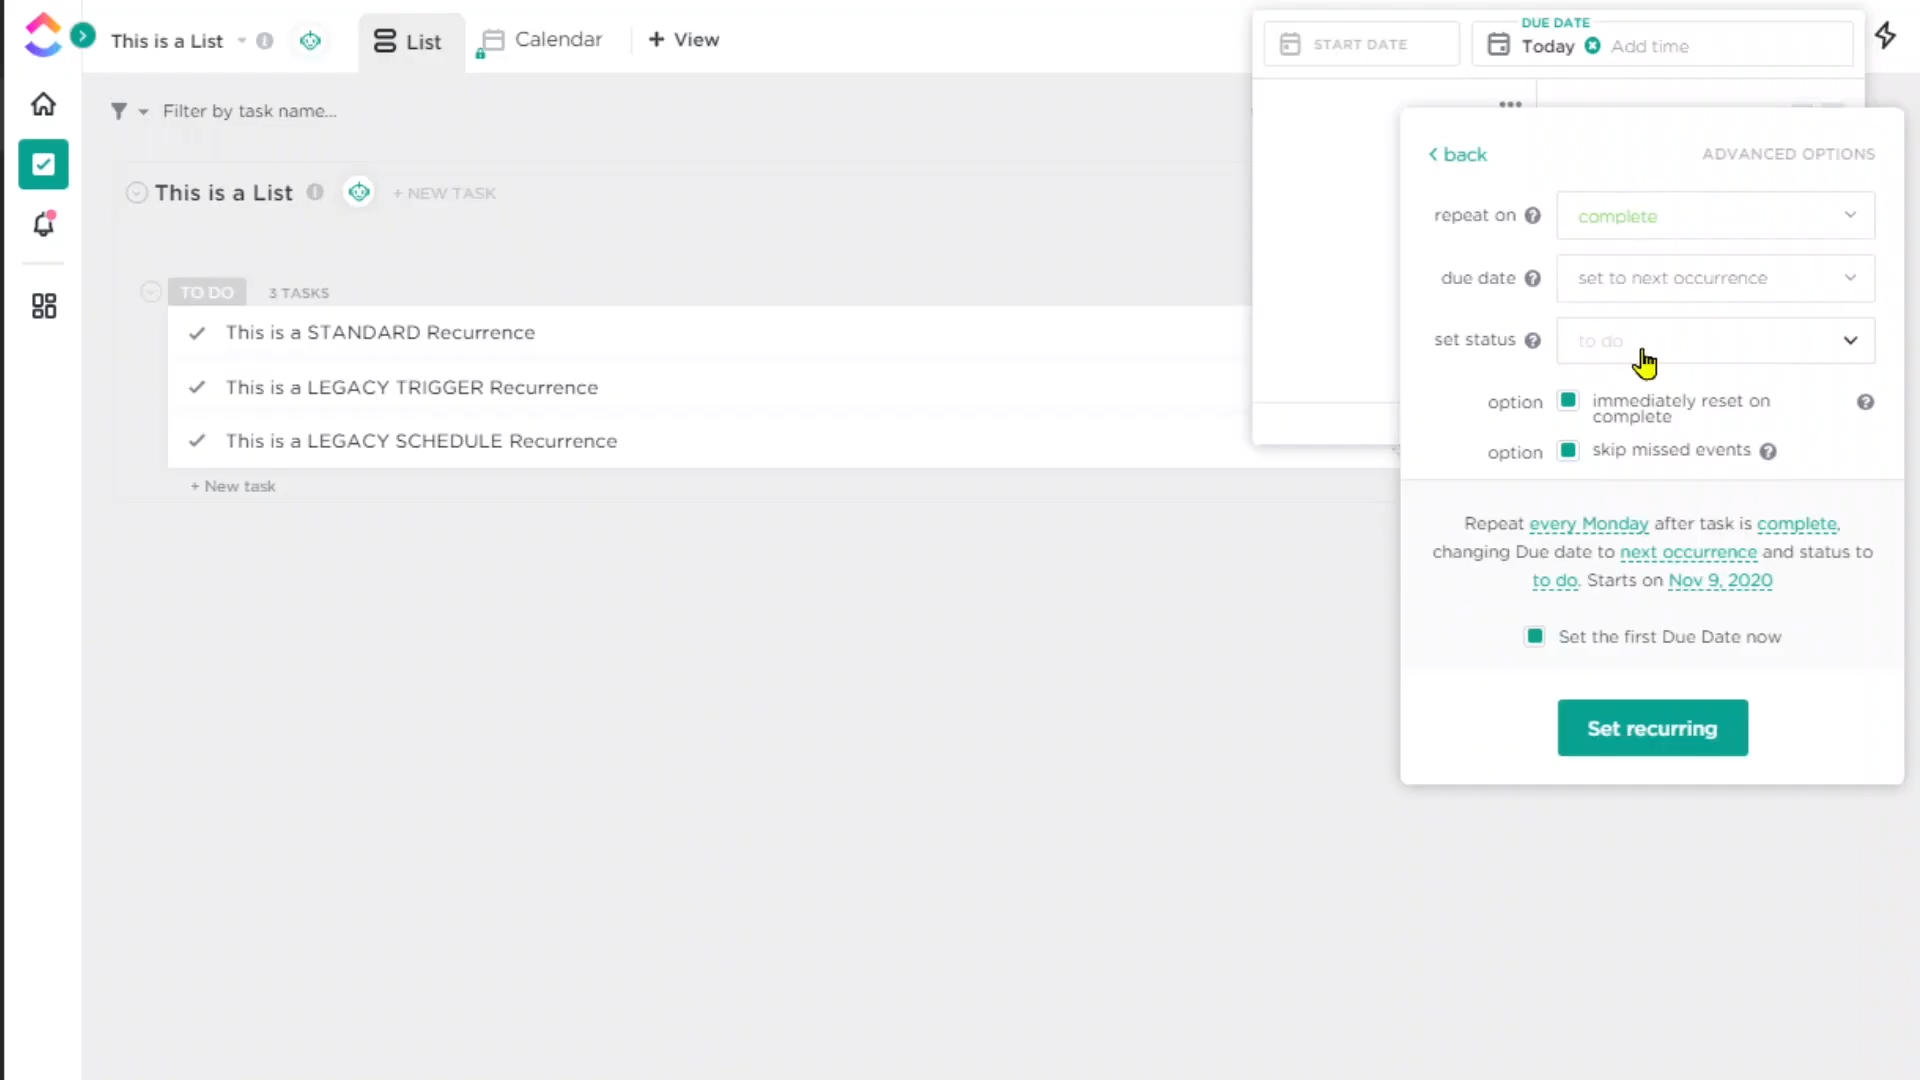 This is a List
List
Calendar
+ View
START DATE
DUE DATE
Today
Add time
Filter by task name...
This is a List
+ NEW TASK
TO DO
3 TASKS
This is a STANDARD Recurrence
This is a LEGACY TRIGGER Recurrence
This is a LEGACY SCHEDULE Recurrence
+ New task
back
ADVANCED OPTIONS
repeat on
complete
due date
set to next occurrence
set status
to do
option
immediately reset on
complete
option
skip missed events
Repeat every Monday after task is complete,
changing Due date to next occurrence and status to
to do. Starts on Nov 9, 2020
Set the first Due Date now
Set recurring